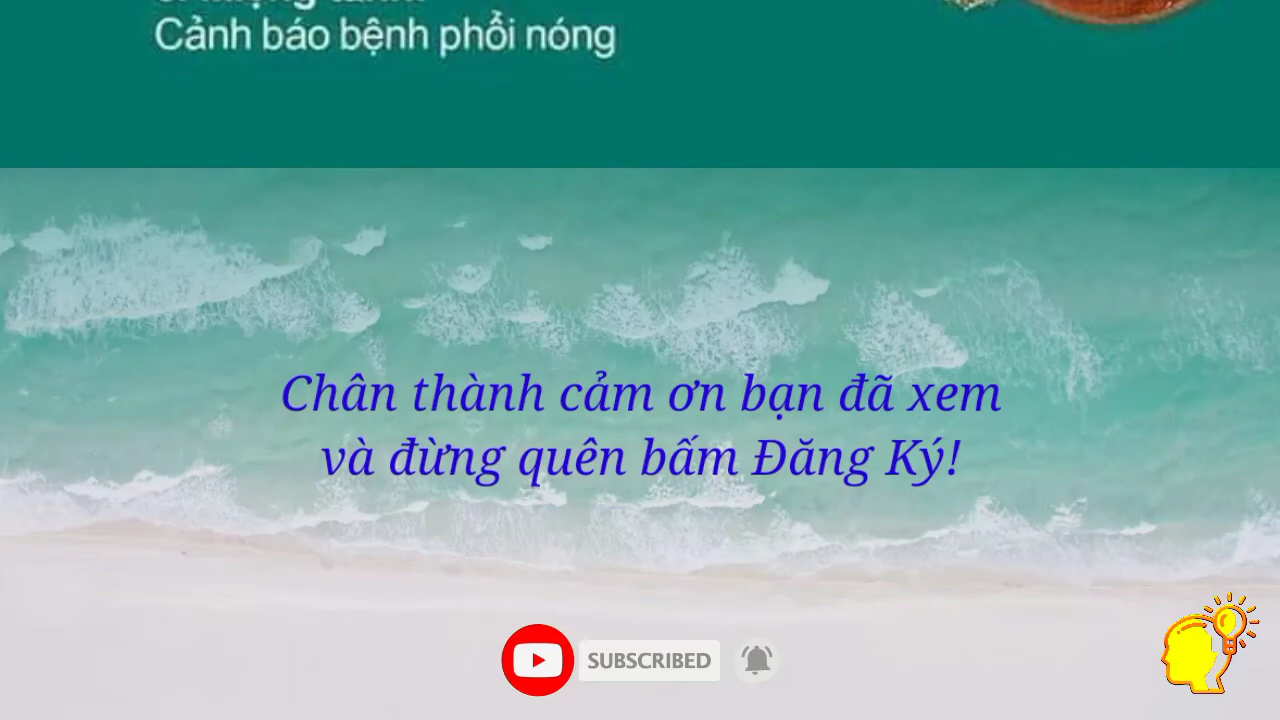 Cảnh báo bệnh phổi nóng
Chân thành cảm ơn bạn đã xem
và đừng quên bấm Đăng Ký!
SUBSCRIBED